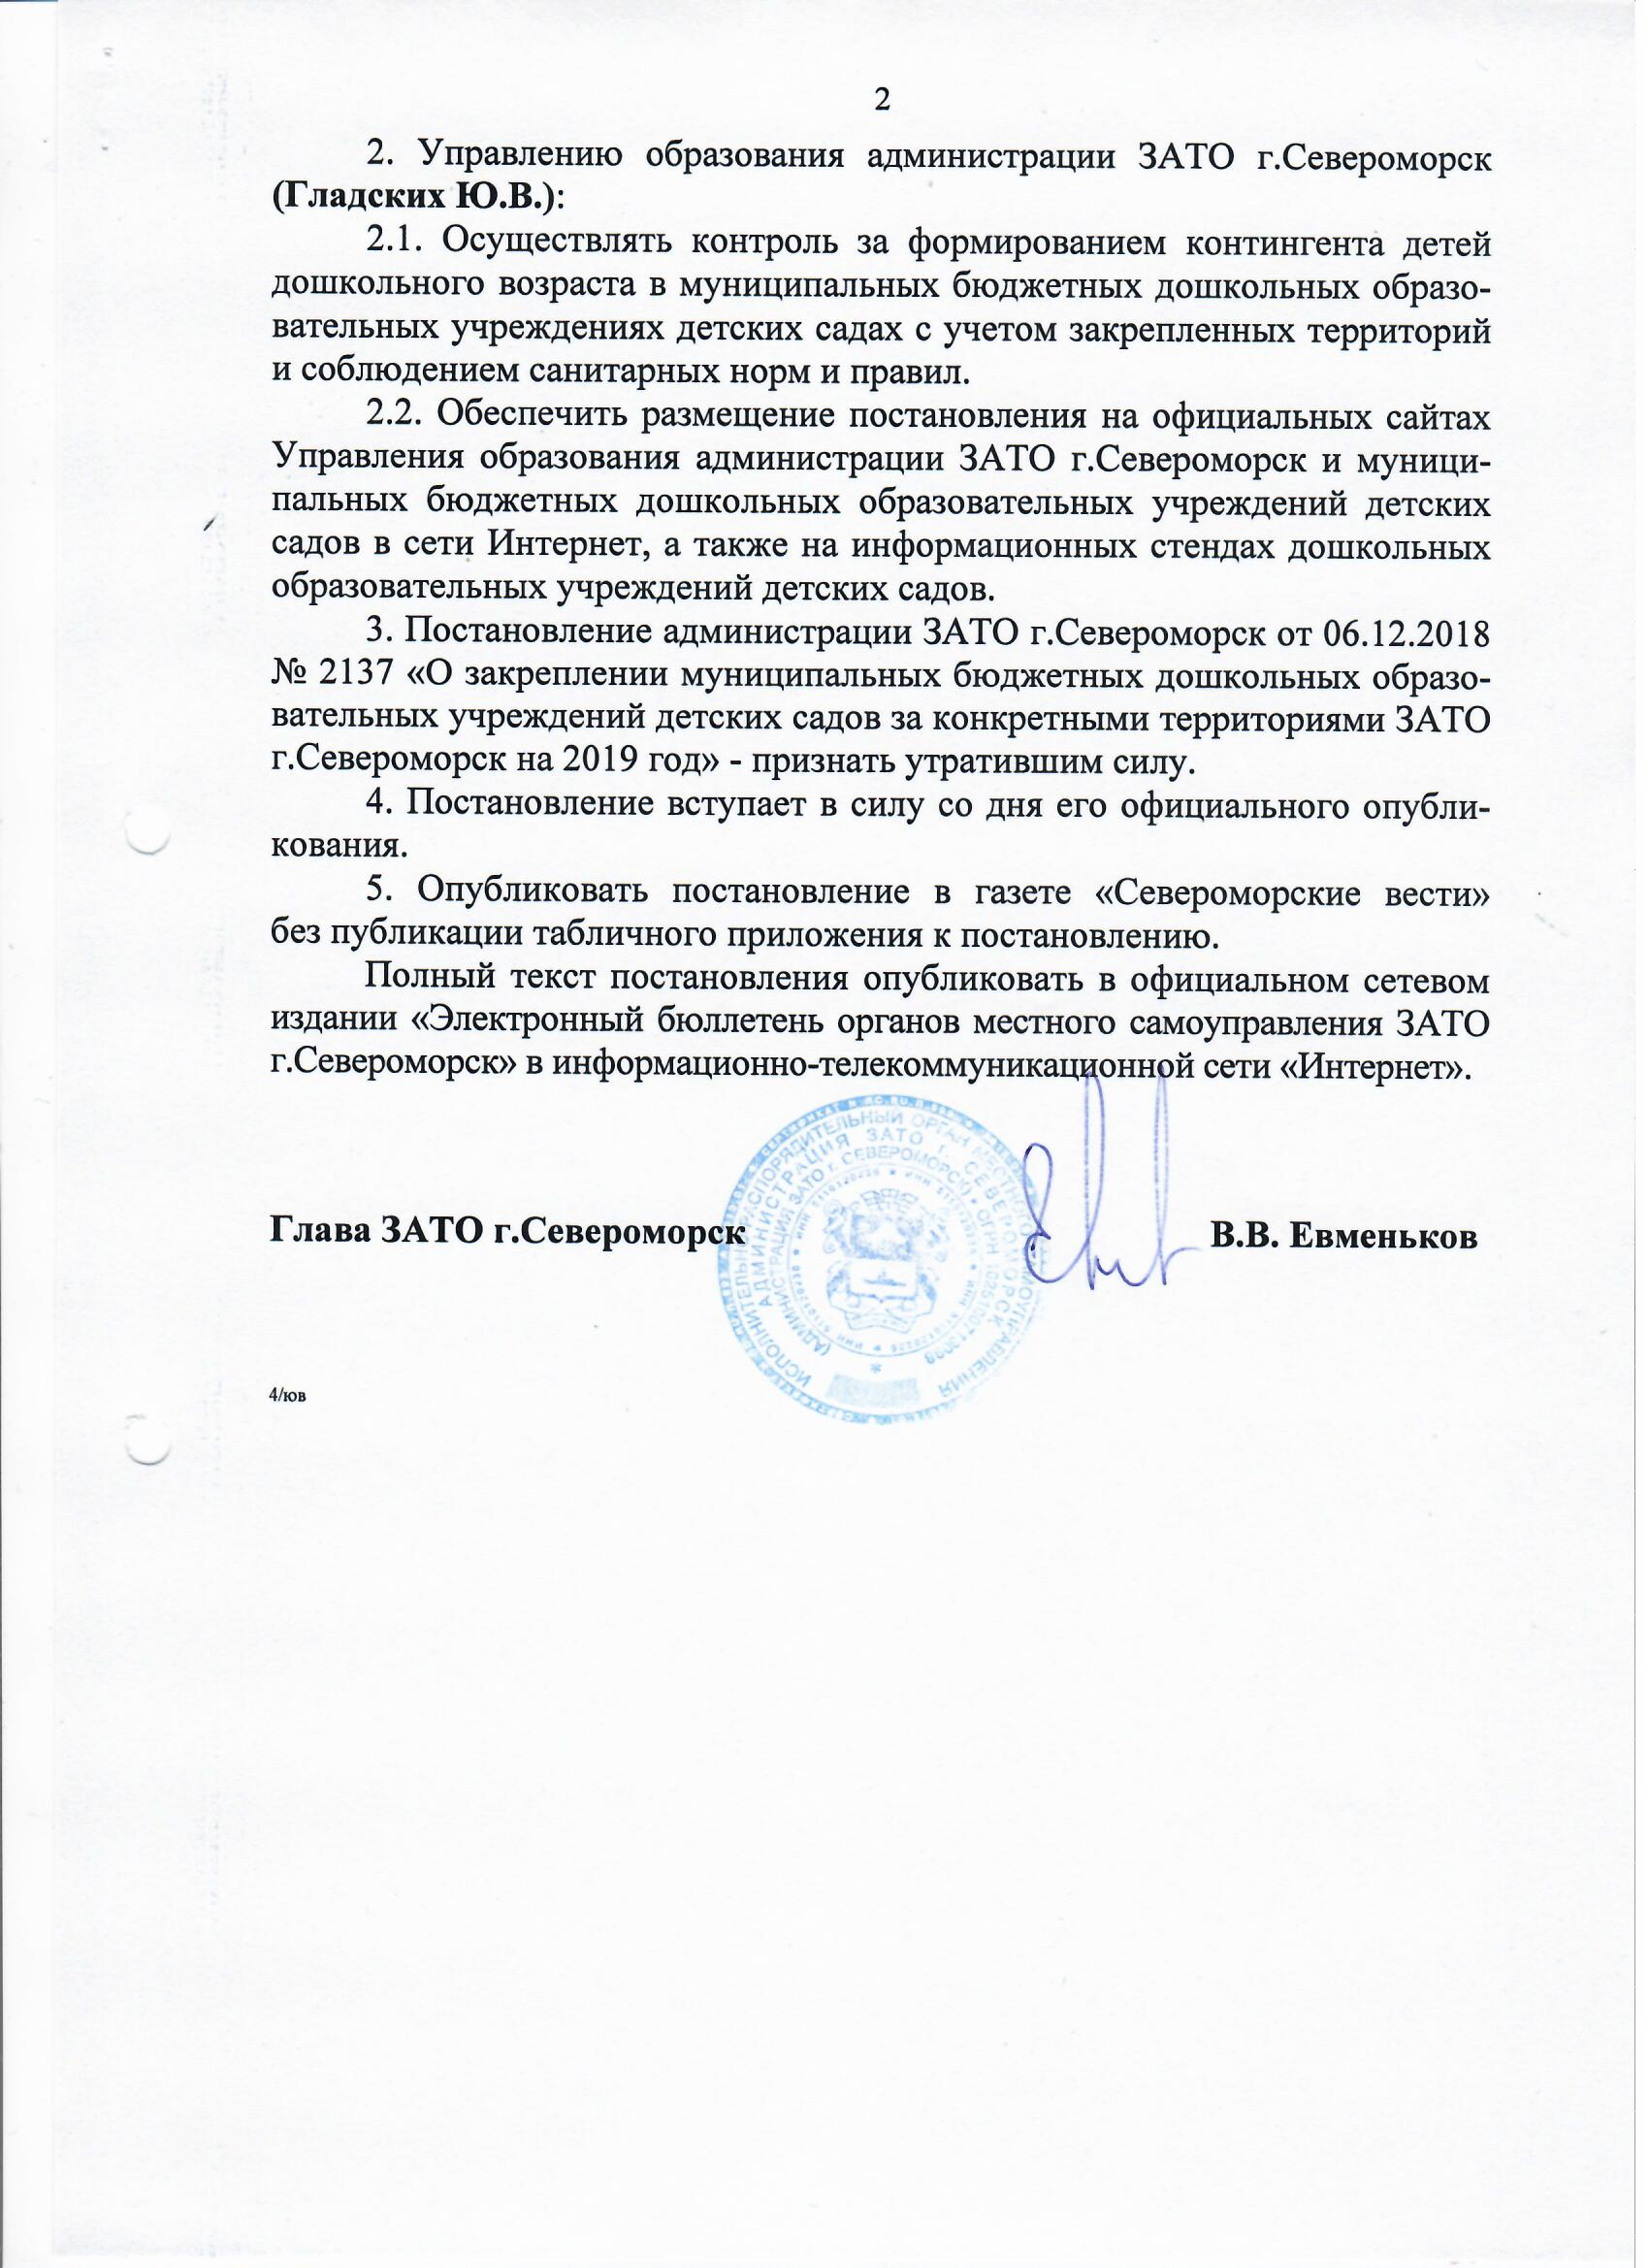 2
2. Управлению образования администрации ЗАТО г.Североморск
(Гладских Ю.В.):
2.1. Осуществлять контроль за формированием контингента детей
дошкольного возраста в муниципальных бюджетных дошкольных образо-
вательных учреждениях детских садах с учетом закрепленных территорий
и соблюдением санитарных норм и правил.
2.2. Обеспечить размещение постановления на официальных сайтах
Управления образования администрации ЗАТО г.Североморск и муници-
пальных бюджетных дошкольных образовательных учреждений детских
садов в сети Интернет, а также на информационных стендах дошкольных
образовательных учреждений детских садов.
3. Постановление администрации ЗАТО г.Североморск от 06.12.2018
№ 2137 «О закреплении муниципальных бюджетных дошкольных образо-
вательных учреждений детских садов за конкретными территориями ЗАТО
г.Североморск на 2019 год» - признать утратившим силу.
4. Постановление вступает в силу со дня его официального опубли-
кования.
5. Опубликовать постановление в газете «Североморские вести»
без публикации табличного приложения к постановлению.
Полный текст постановления опубликовать в официальном сетевом
издании «Электронный бюллетень органов местного самоуправления ЗАТО
г.Североморск» в информационно-телекоммуникационной сети «Интернет».
АДМИНИСТРАЦИЯ ЗАТО г. СЕВЕРОМОРСК
Глава ЗАТО г.Североморск
В.В. Евменьков
4/юв